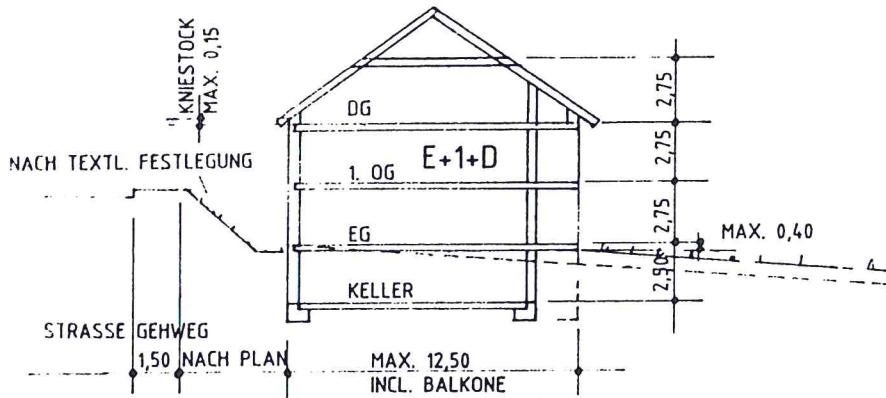 KNIESTOCK
MAX. 0,15
NACH TEXTL. FESTLEGUNG
DG
E+1+D
1. OG
EG
KELLER
2,75
2,75
2,75
2,90
MAX. 0,40
STRASSE GEHWEG
1,50 NACH PLAN
MAX. 12,50
INCL. BALKONE